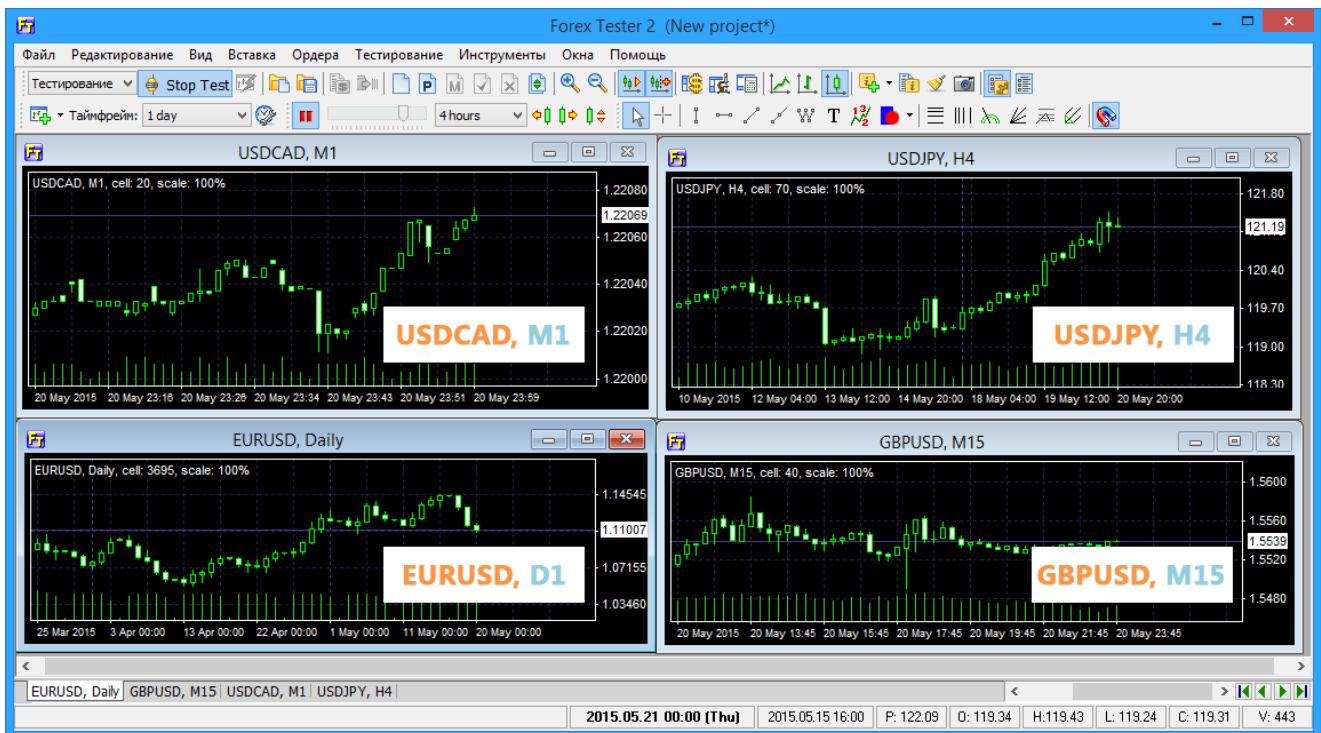 Forex Tester 2 (New project*)
Файл Редактирование Вид Вставка Ордера Тестирование Инструменты Окна Помощь
Тестирование Stop Test
Таймфрейм: 1 day 4 hours T
USDCAD, M1
USDCAD, M1, cell: 20, scale: 100%
1.22080
1.22069
1.22060
1.22040
1.22020
1.22000
USDCAD, M1
20 May 2015 20 May 23:16 20 May 23:26 20 May 23:34 20 May 23:43 20 May 23:51 20 May 23:59
USDJPY, H4
USDJPY, H4, cell: 70, scale: 100%
121.80
121.19
120.40
119.70
119.00
118.30
USDJPY, H4
10 May 2015 12 May 04:00 13 May 12:00 14 May 20:00 18 May 04:00 19 May 12:00 20 May 20:00
EURUSD, Daily
EURUSD, Daily, cell: 3695, scale: 100%
1.14545
1.11007
1.07155
1.03460
EURUSD, D1
25 Mar 2015 3 Apr 00:00 13 Apr 00:00 22 Apr 00:00 1 May 00:00 11 May 00:00 20 May 00:00
GBPUSD, M15
GBPUSD, M15, cell: 40, scale: 100%
1.5600
1.5560
1.5539
1.5520
1.5480
GBPUSD, M15
20 May 2015 20 May 13:45 20 May 15:45 20 May 17:45 20 May 19:45 20 May 21:45 20 May 23:45
EURUSD, Daily GBPUSD, M15 USDCAD, M1 USDJPY, H4
2015.05.21 00:00 (Thu) 2015.05.15 16:00 P: 122.09 O: 119.34 H:119.43 L: 119.24 C: 119.31 V: 443